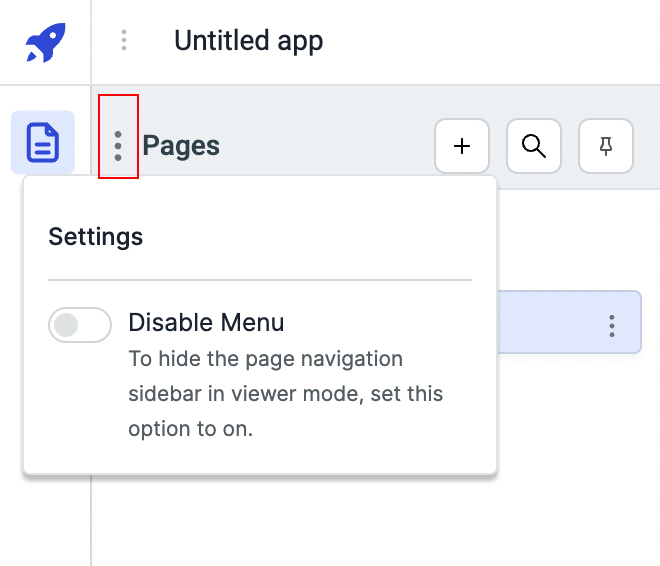 Untitled app
Pages
Settings
Disable Menu
To hide the page navigation
sidebar in viewer mode, set this
option to on.